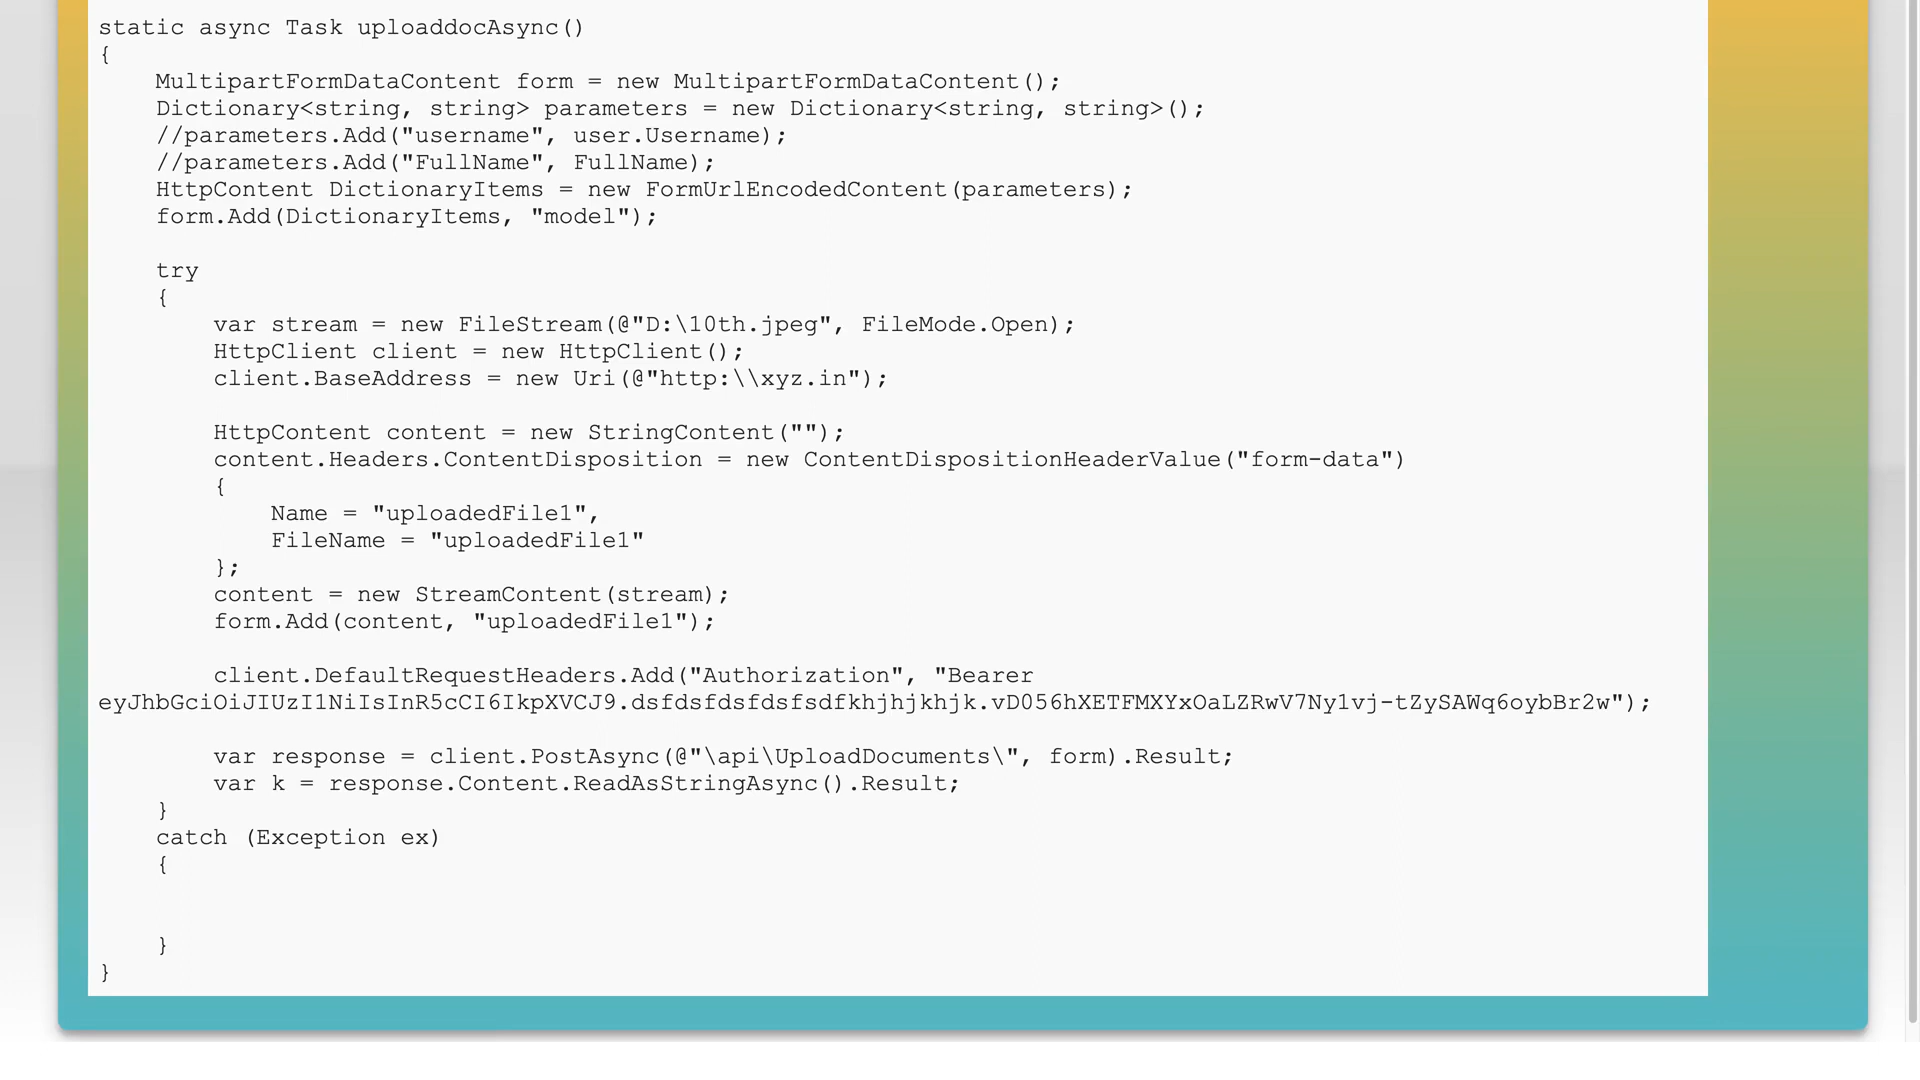 static async Task uploaddocAsync()
{
    MultipartFormDataContent form = new MultipartFormDataContent();
    Dictionary<string, string> parameters = new Dictionary<string, string>();
    //parameters.Add("username", user.Username);
    //parameters.Add("FullName", FullName);
    HttpContent DictionaryItems = new FormUrlEncodedContent(parameters);
    form.Add(DictionaryItems, "model");

    try
    {
        var stream = new FileStream(@"D:\10th.jpeg", FileMode.Open);
        HttpClient client = new HttpClient();
        client.BaseAddress = new Uri(@"http:\\xyz.in");

        HttpContent content = new StringContent("");
        content.Headers.ContentDisposition = new ContentDispositionHeaderValue("form-data")
        {
            Name = "uploadedFile1",
            FileName = "uploadedFile1"
        };
        content = new StreamContent(stream);
        form.Add(content, "uploadedFile1");

        client.DefaultRequestHeaders.Add("Authorization", "Bearer
eyJhbGciOiJIUzI1NiIsInR5cCI6IkpXVCJ9.dsfdsfdsfdsfsdfkhjhjkhjk.vD056hXETFMXYxOaLZRwV7Ny1vj-tZySAWq6oybBr2w");

        var response = client.PostAsync(@"\api\UploadDocuments\", form).Result;
        var k = response.Content.ReadAsStringAsync().Result;
    }
    catch (Exception ex)
    {


    }
}